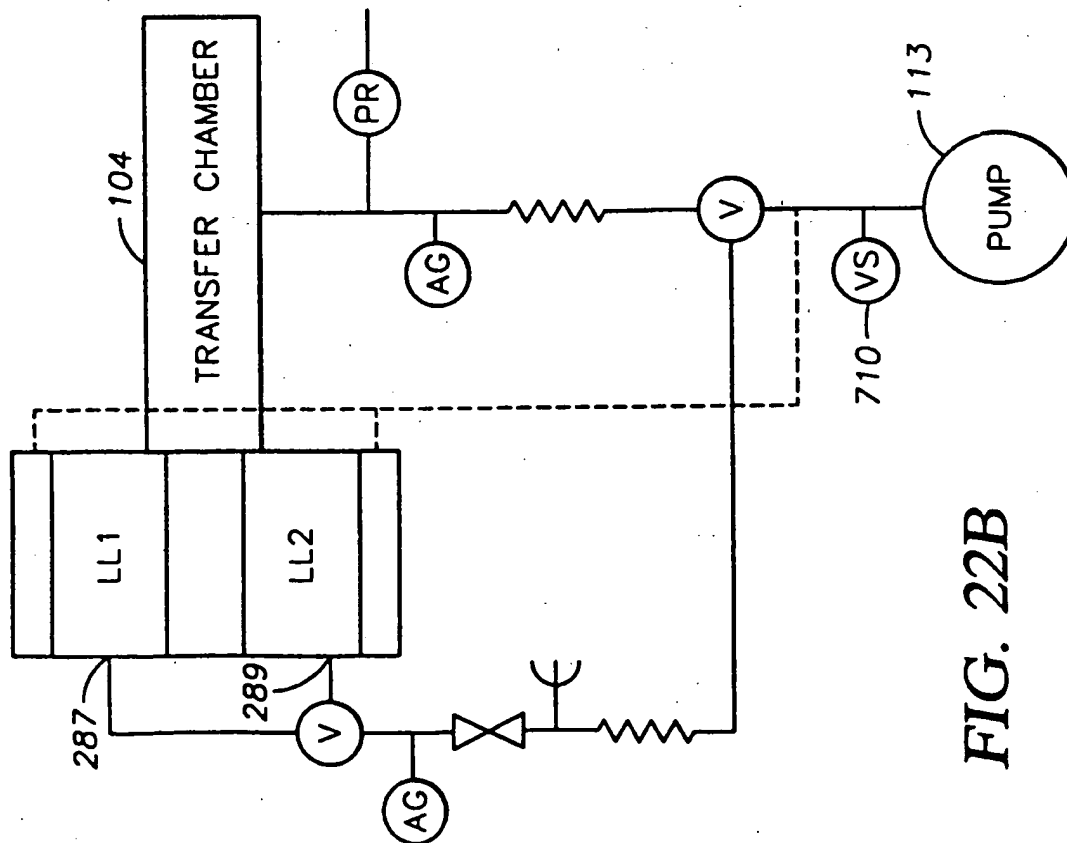 104
TRANSFER CHAMBER
PR
LL1
LL2
287
289
AG
V
AG
V
VS
710
113
PUMP
FIG. 22B